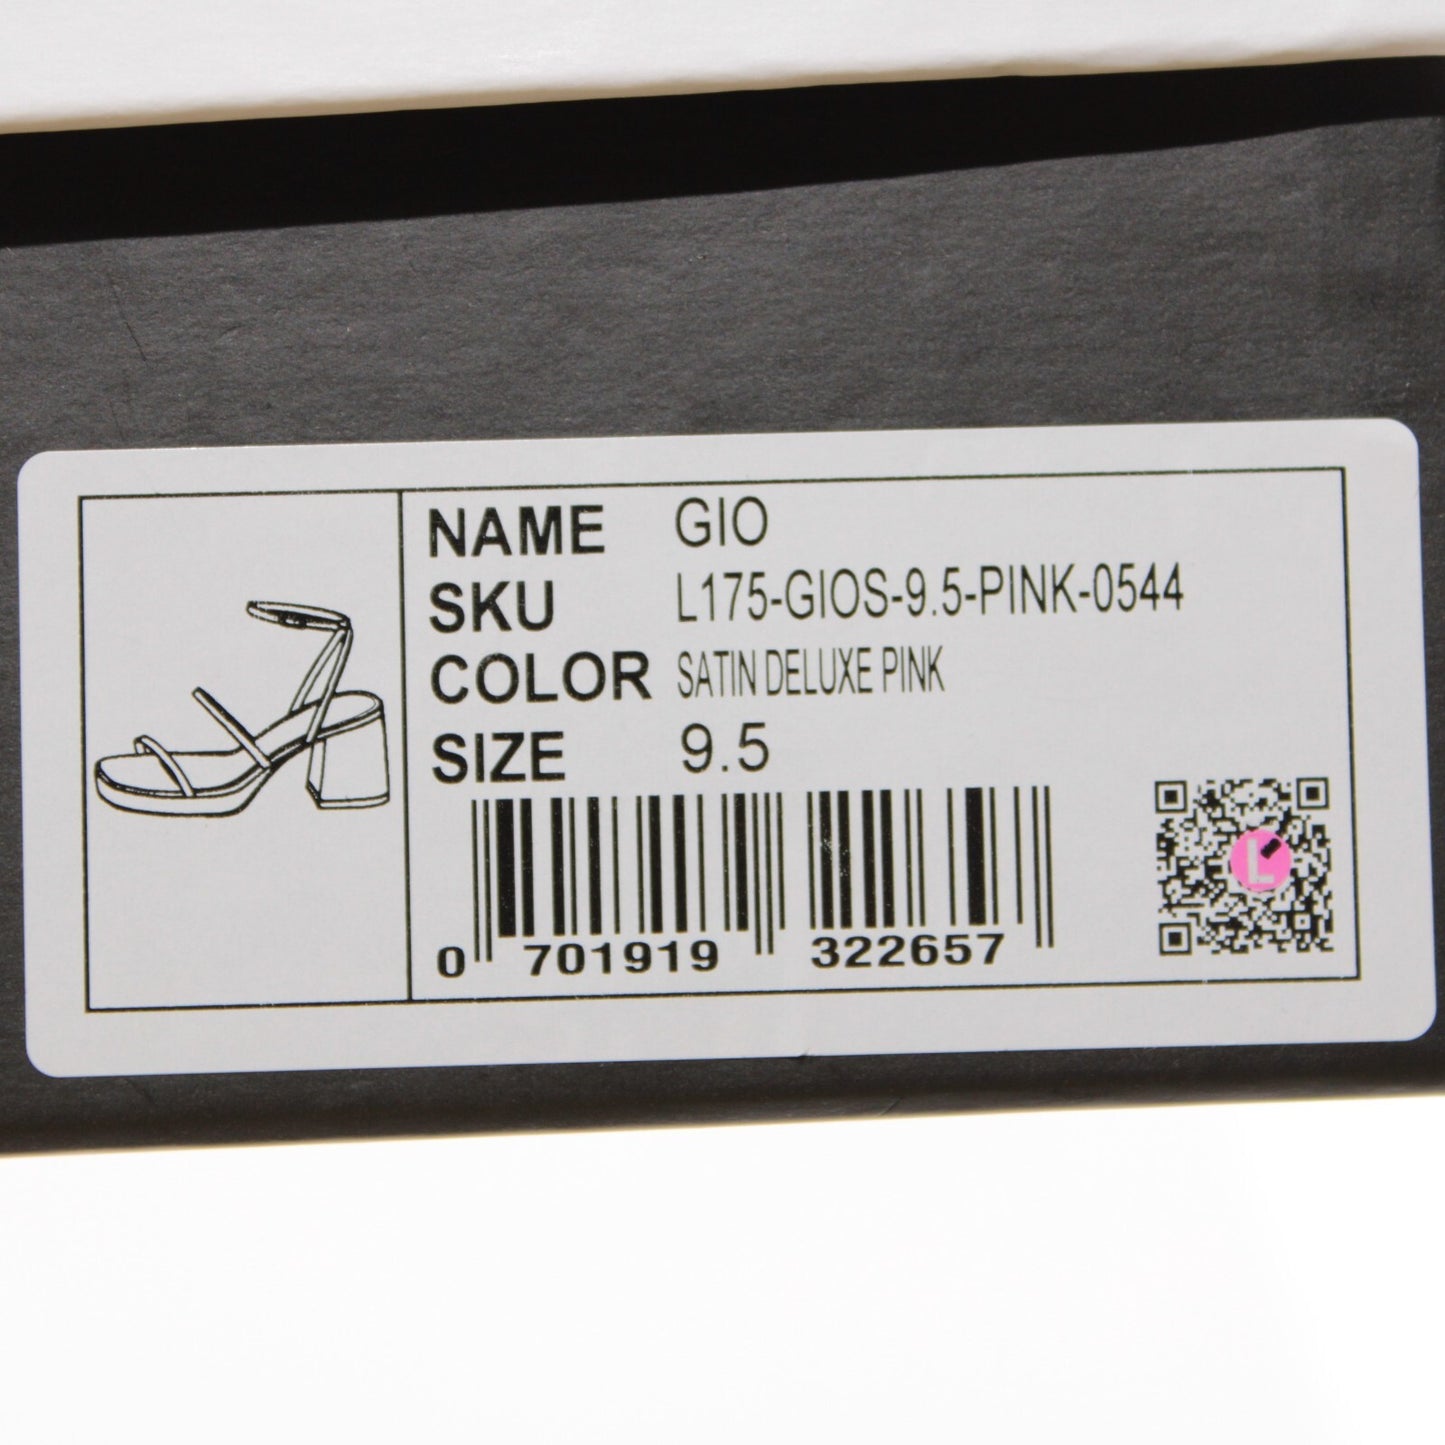 NAME GIO
SKU L175-GIOS-9.5-PINK-0544
COLOR SATIN DELUXE PINK
SIZE 9.5
L
0 701919 322657